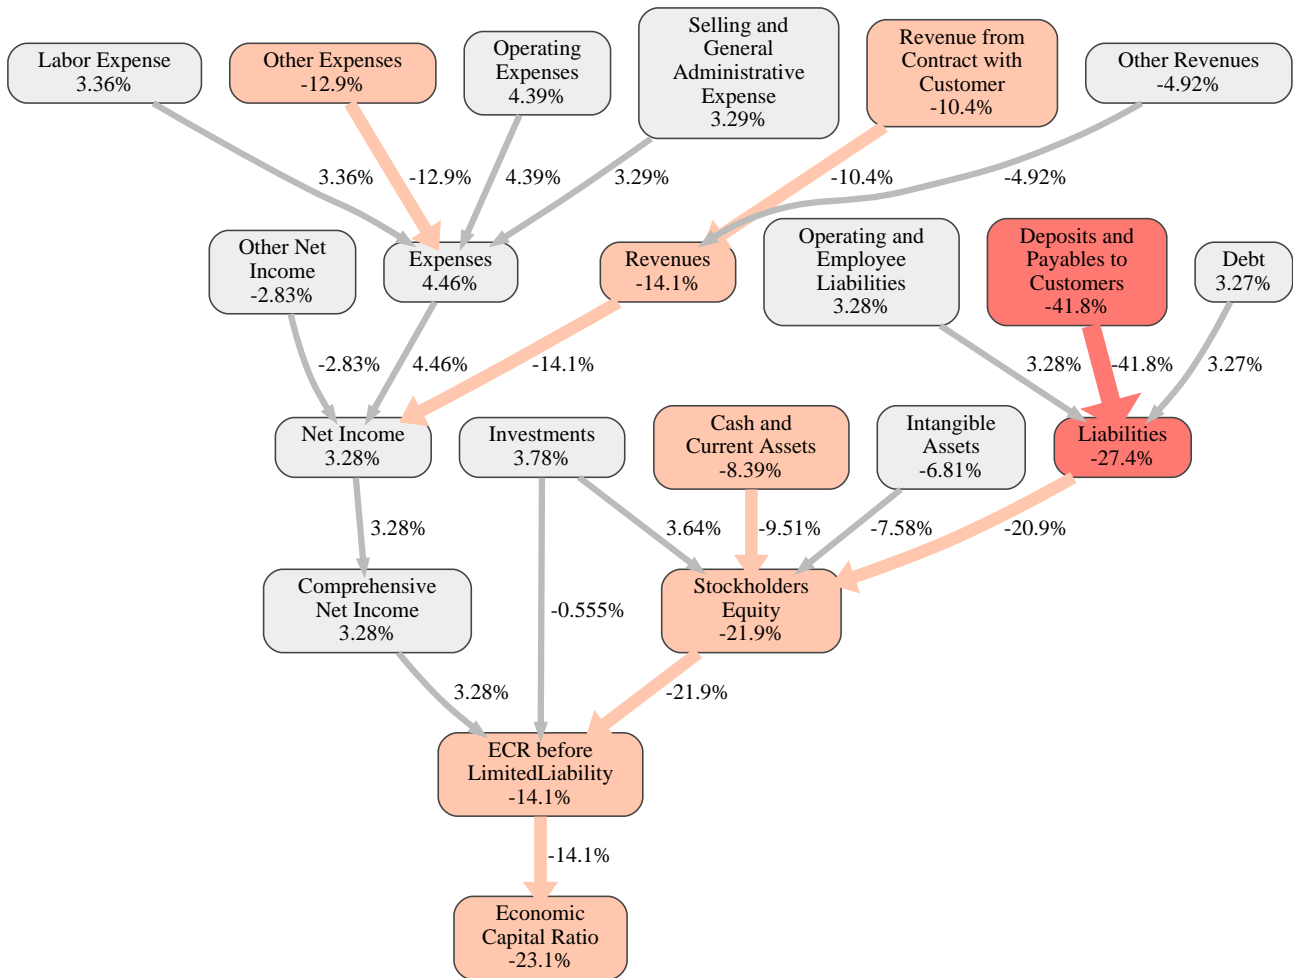 Labor Expense
3.36%
Other Expenses
-12.9%
Operating
Expenses
4.39%
Selling and
General
Administrative
Expense
3.29%
Revenue from
Contract with
Customer
-10.4%
Other Revenues
-4.92%
3.36%
-12.9%
4.39%
3.29%
-10.4%
-4.92%
Other Net
Income
-2.83%
Expenses
4.46%
Revenues
-14.1%
Operating and
Employee
Liabilities
3.28%
Deposits and
Payables to
Customers
-41.8%
Debt
3.27%
-2.83%
4.46%
-14.1%
3.28%
-41.8%
3.27%
Net Income
3.28%
Investments
3.78%
Cash and
Current Assets
-8.39%
Intangible
Assets
-6.81%
Liabilities
-27.4%
3.28%
3.64%
-9.51%
-7.58%
-20.9%
Comprehensive
Net Income
3.28%
-0.555%
Stockholders
Equity
-21.9%
3.28%
-21.9%
ECR before
LimitedLiability
-14.1%
-14.1%
Economic
Capital Ratio
-23.1%